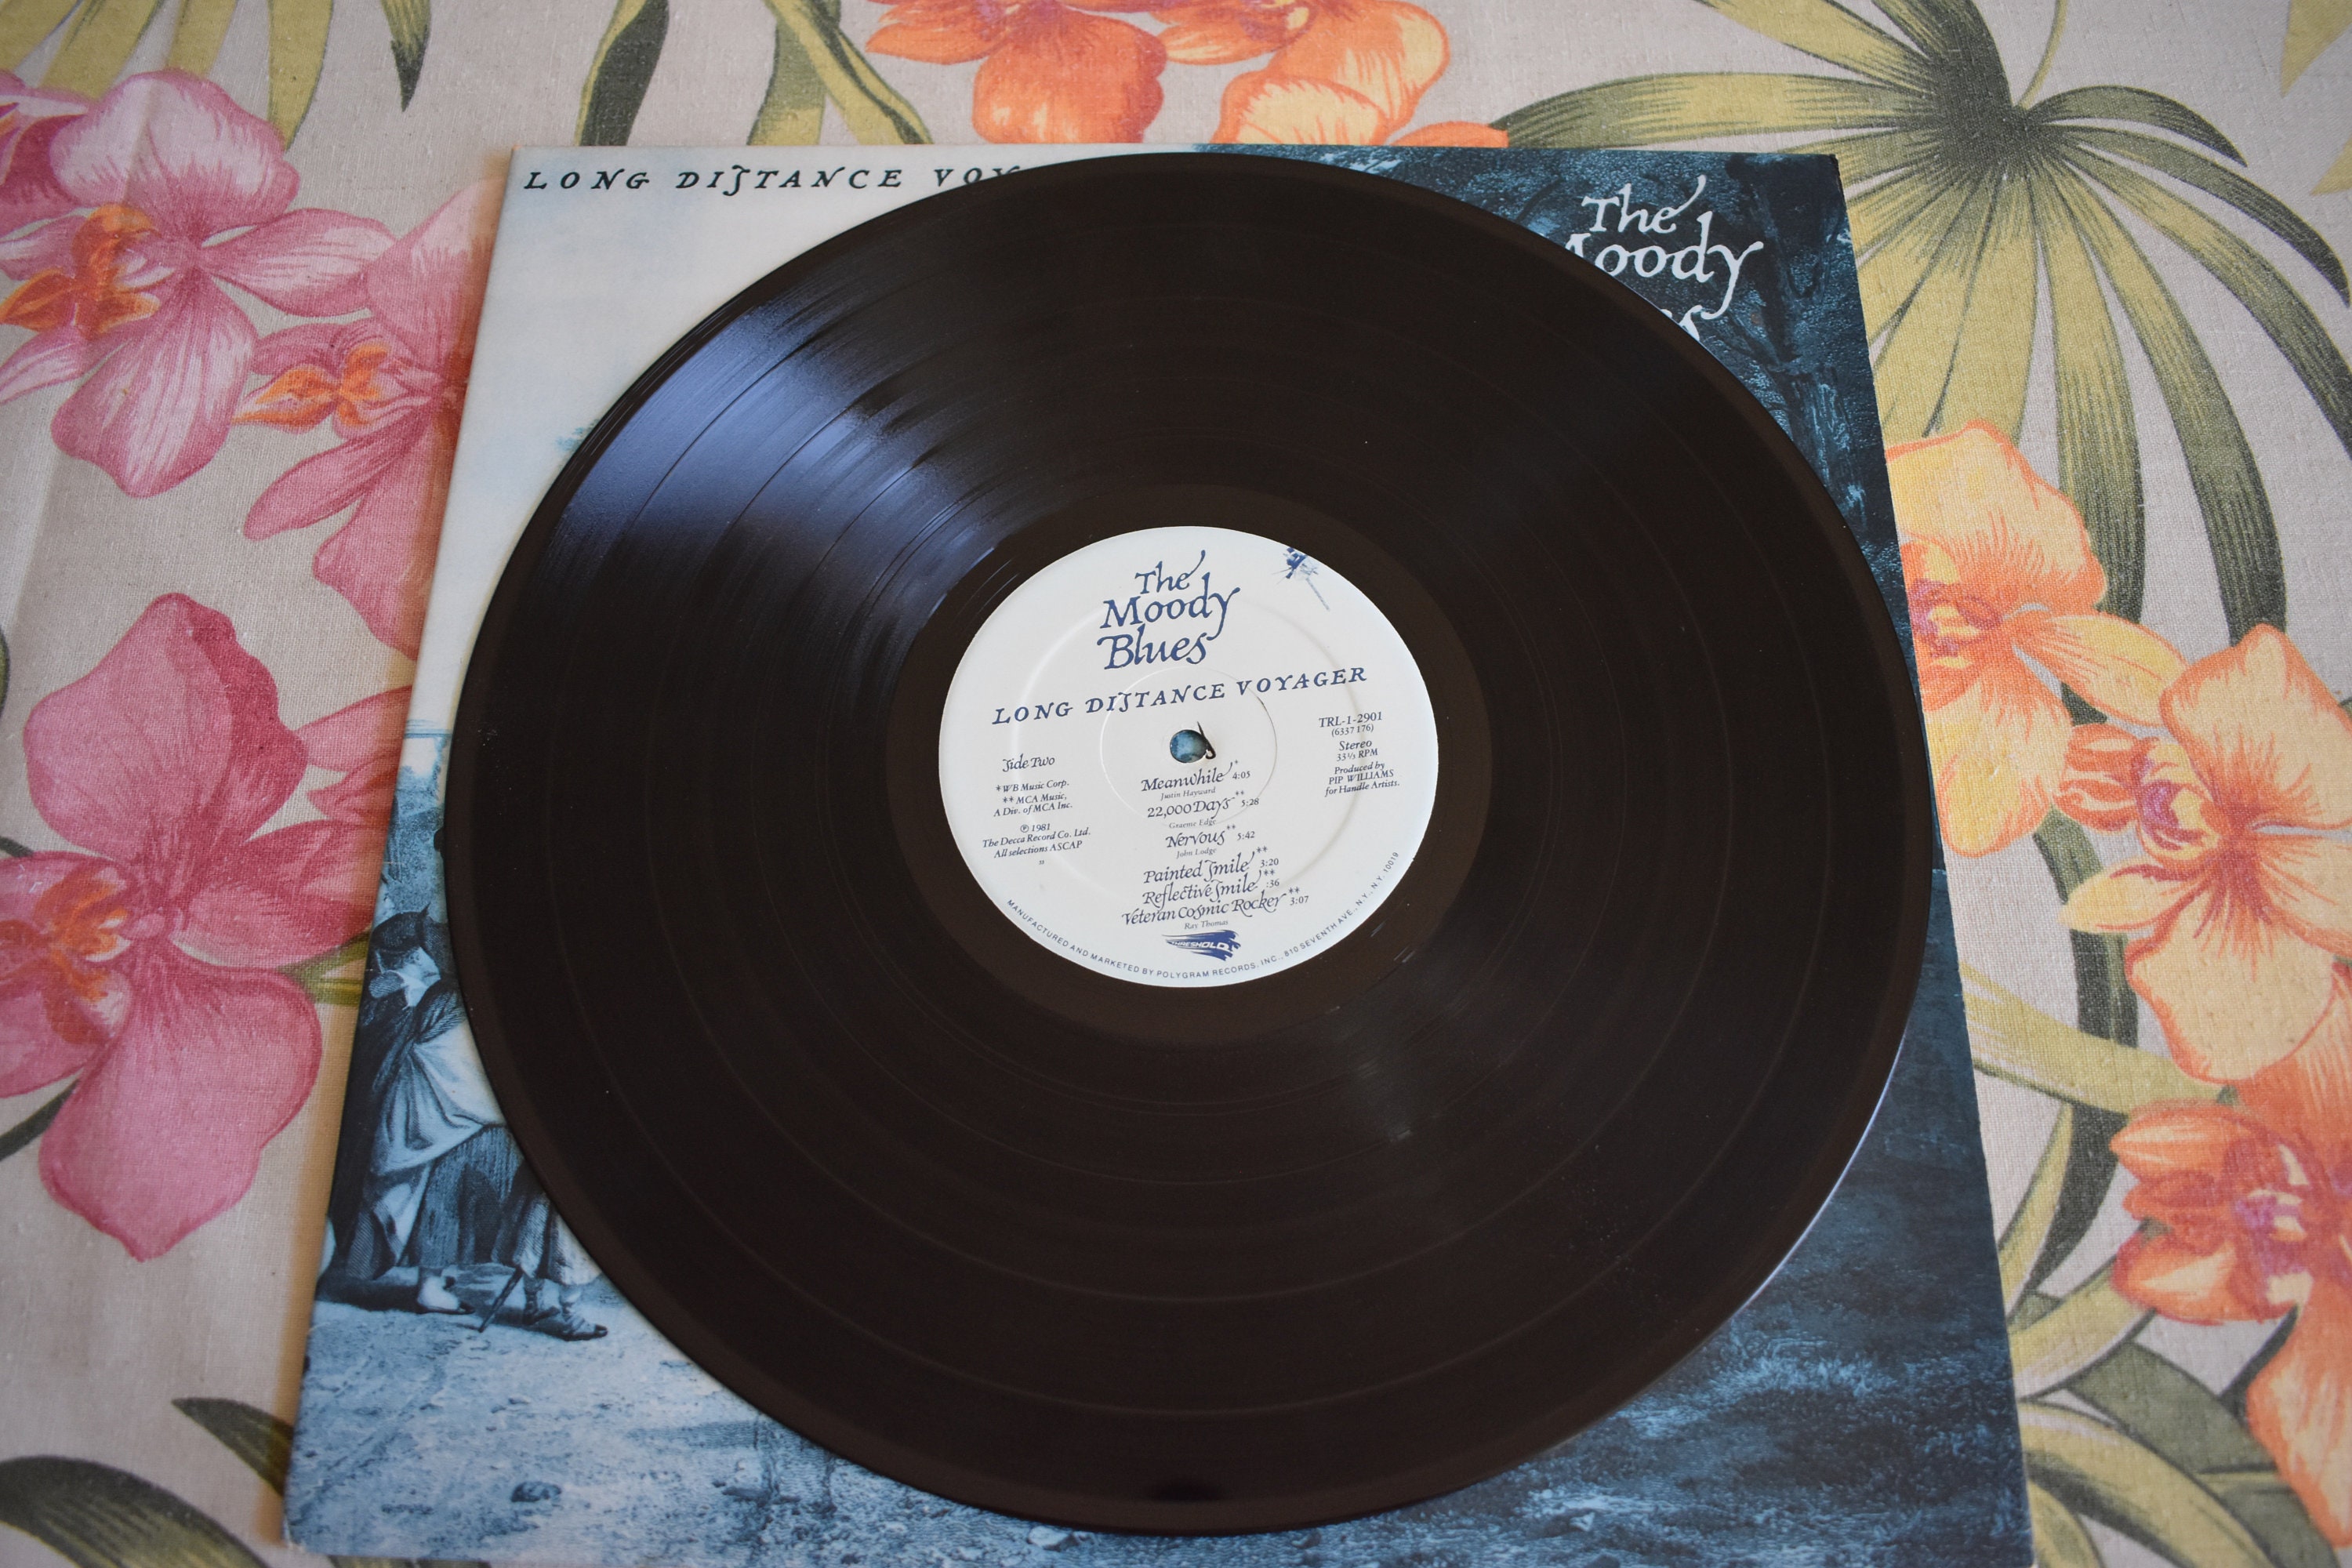 LONG DISTANCE
The
Moody
The
Moody
Blues
LONG DISTANCE VOYAGER
Side Two
*WB Music Corp.
**MCA Music,
A Div. of MCA Inc.
℗ 1981
The Decca Record Co. Ltd.
All selections ASCAP
Meanwhile* 4:05
Justin Hayward
22,000 Days** 5:28
Graeme Edge
Nervous** 5:42
John Lodge
Painted Smile** 3:20
Reflective Smile** :36
Veteran Cosmic Rocker** 3:07
Ray Thomas
TRL-1-2901
(6337 176)
Stereo
33⅓ RPM
Produced by
PIP WILLIAMS
for Handle Artists.
THRESHOLD
MANUFACTURED AND MARKETED BY POLYGRAM RECORDS, INC., 810 SEVENTH AVE., N.Y., N.Y. 10019